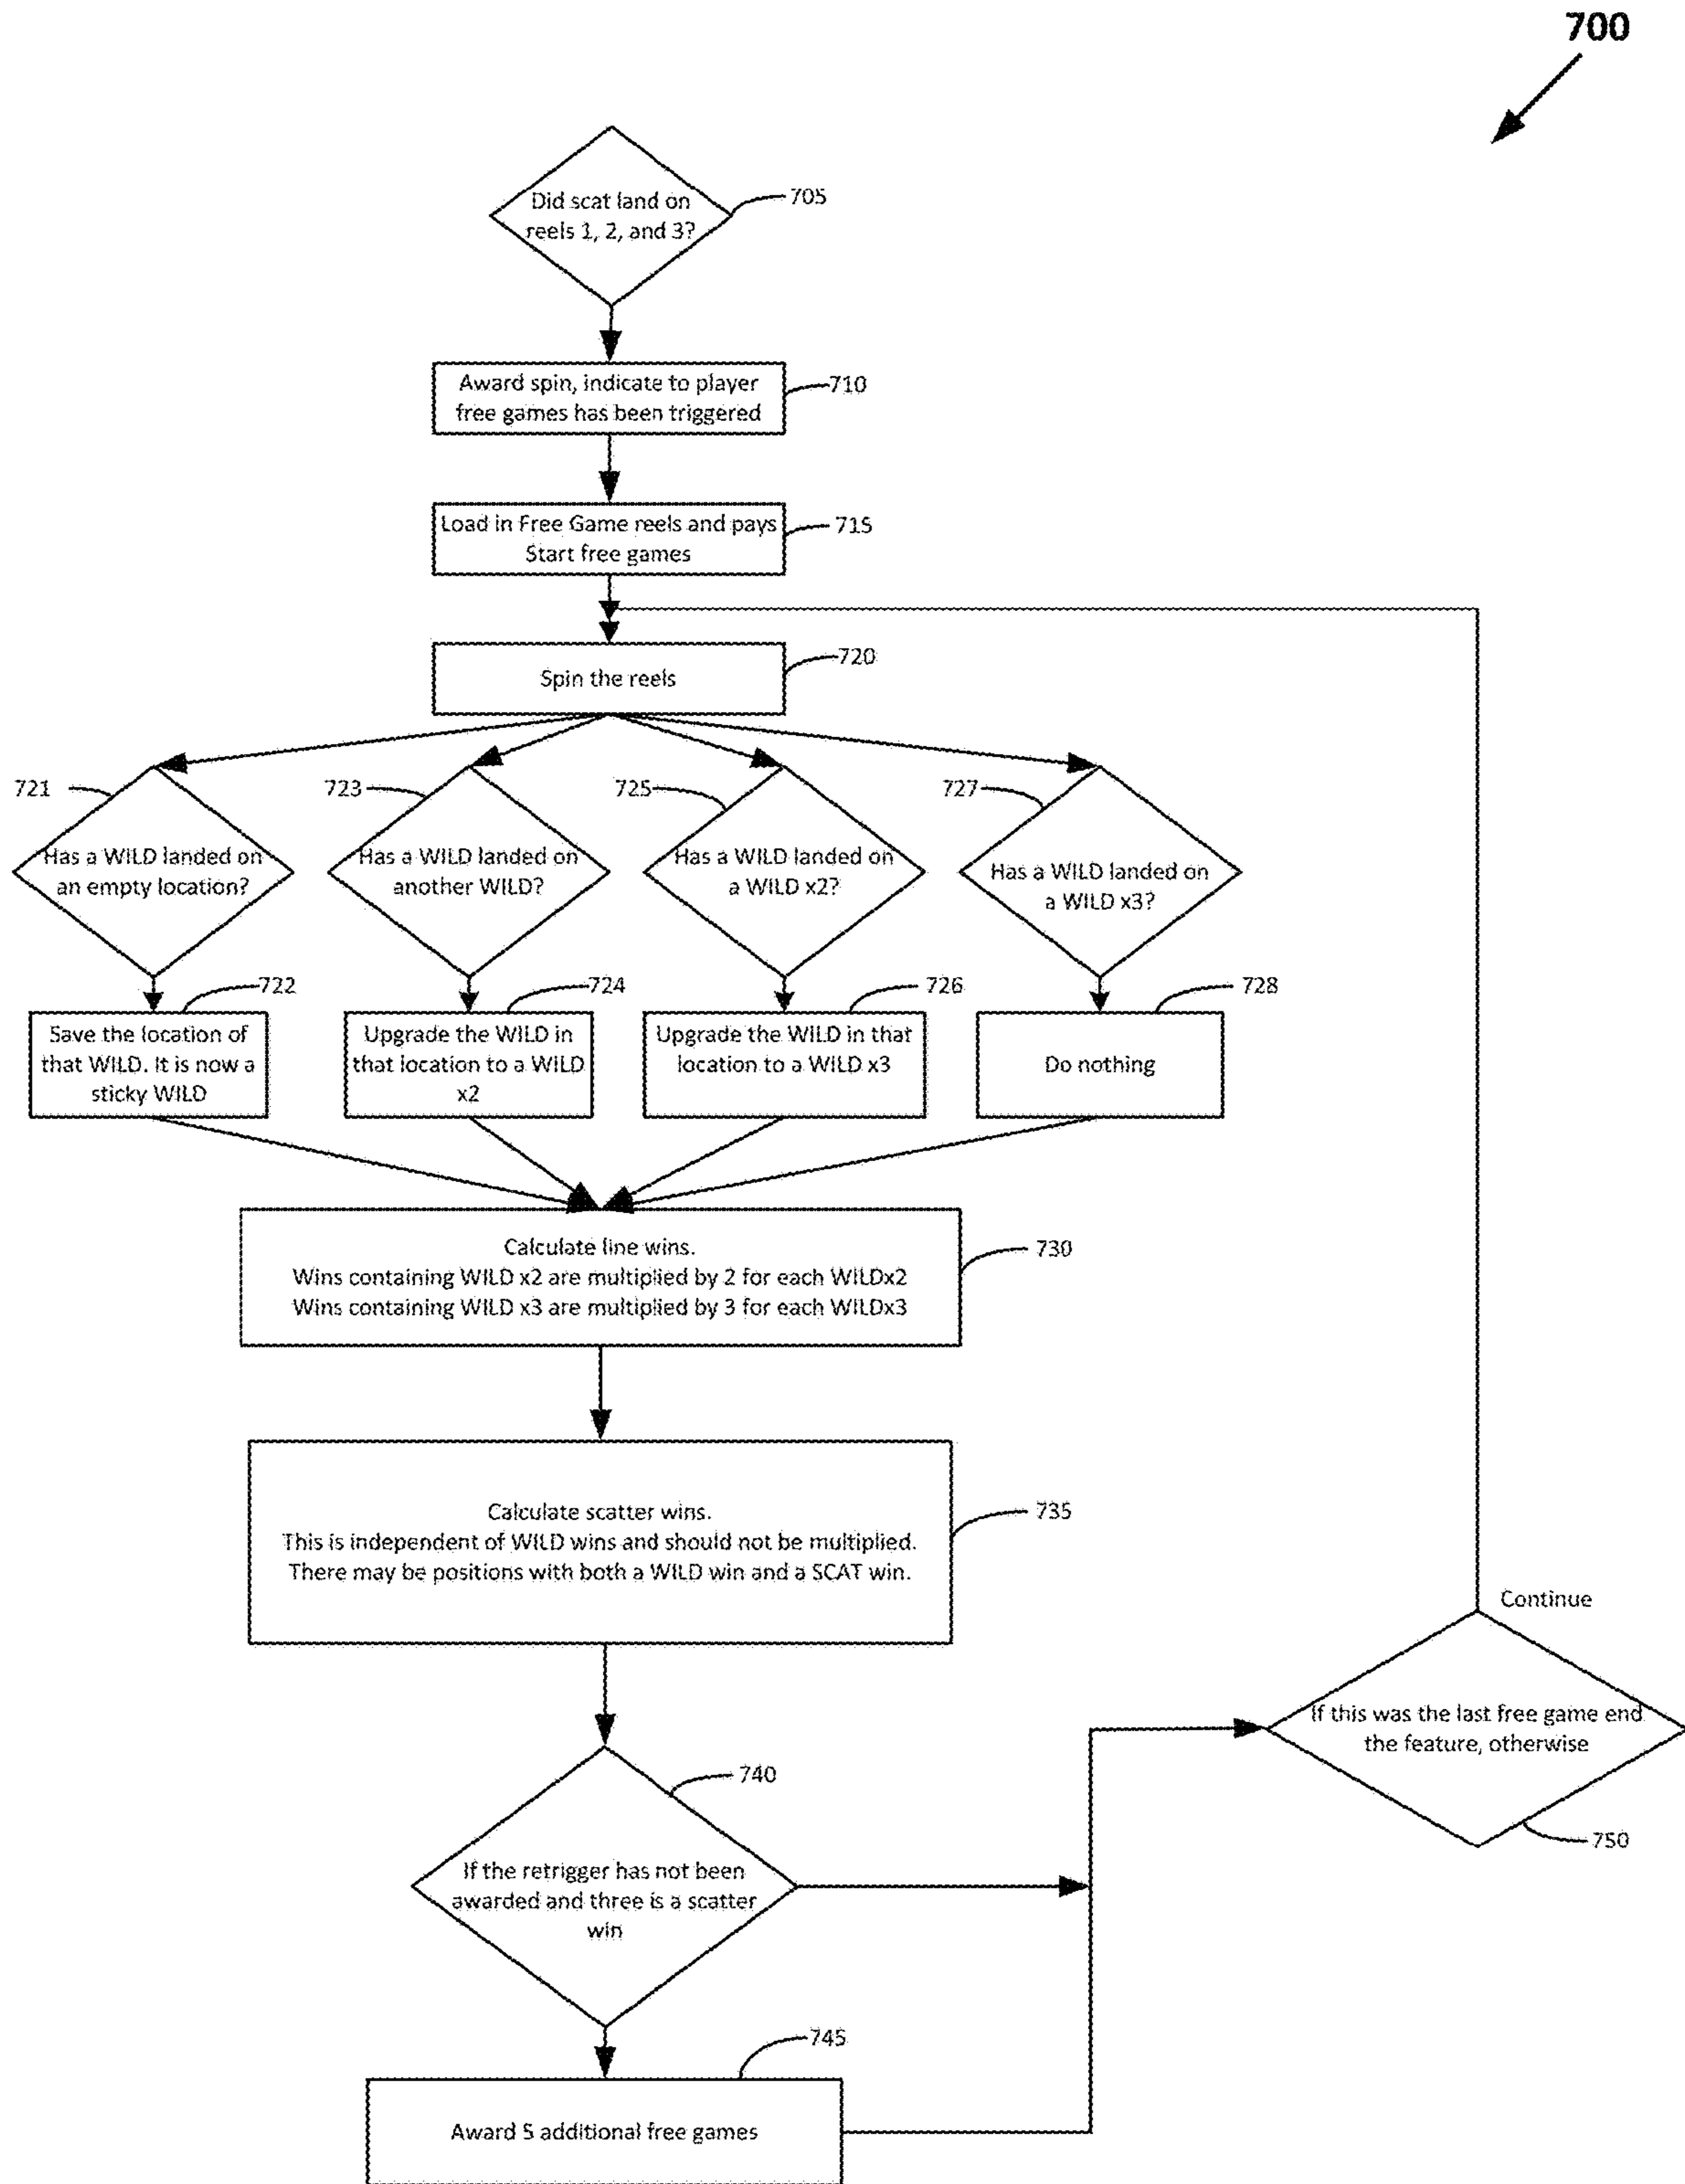 700
Did scat land on
reels 1, 2, and 3?
705
Award spin, indicate to player
free games has been triggered
710
Load in Free Game reels and pays
Start free games
715
Spin the reels
720
721
Has a WILD landed on
an empty location?
723
Has a WILD landed on
another WILD?
725
Has a WILD landed on
a WILD x2?
727
Has a WILD landed on
a WILD x3?
722
Save the location of
that WILD. It is now a
sticky WILD
724
Upgrade the WILD in
that location to a WILD
x2
726
Upgrade the WILD in that
location to a WILD x3
728
Do nothing
Calculate line wins.
Wins containing WILD x2 are multiplied by 2 for each WILDx2
Wins containing WILD x3 are multiplied by 3 for each WILDx3
730
Calculate scatter wins.
This is independent of WILD wins and should not be multiplied.
There may be positions with both a WILD win and a SCAT win.
735
Continue
If this was the last free game end
the feature, otherwise
750
740
If the retrigger has not been
awarded and three is a scatter
win
745
Award 5 additional free games